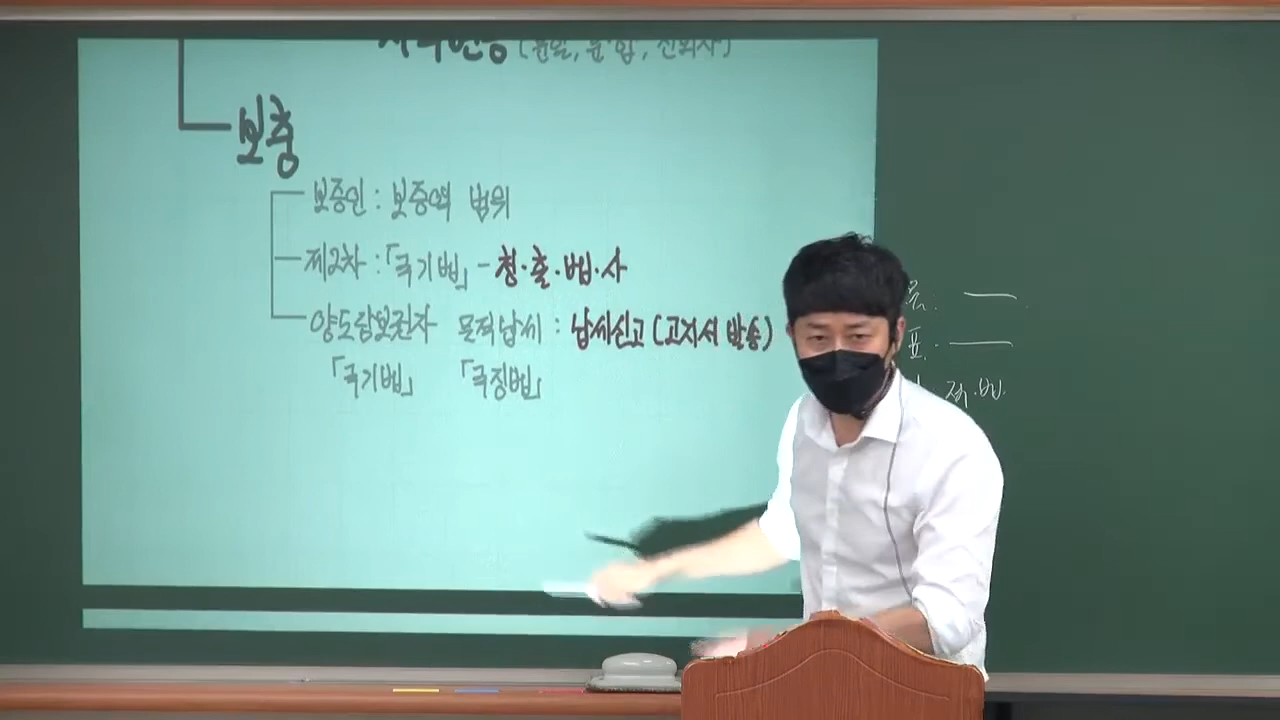 보충
보증인 : 보증액 범위
제2차 : 「국기법」 - 청·출·법·사
양도담보권자 물적납세 : 납세신고 (고지서 발송)
「국기법」 「국징법」